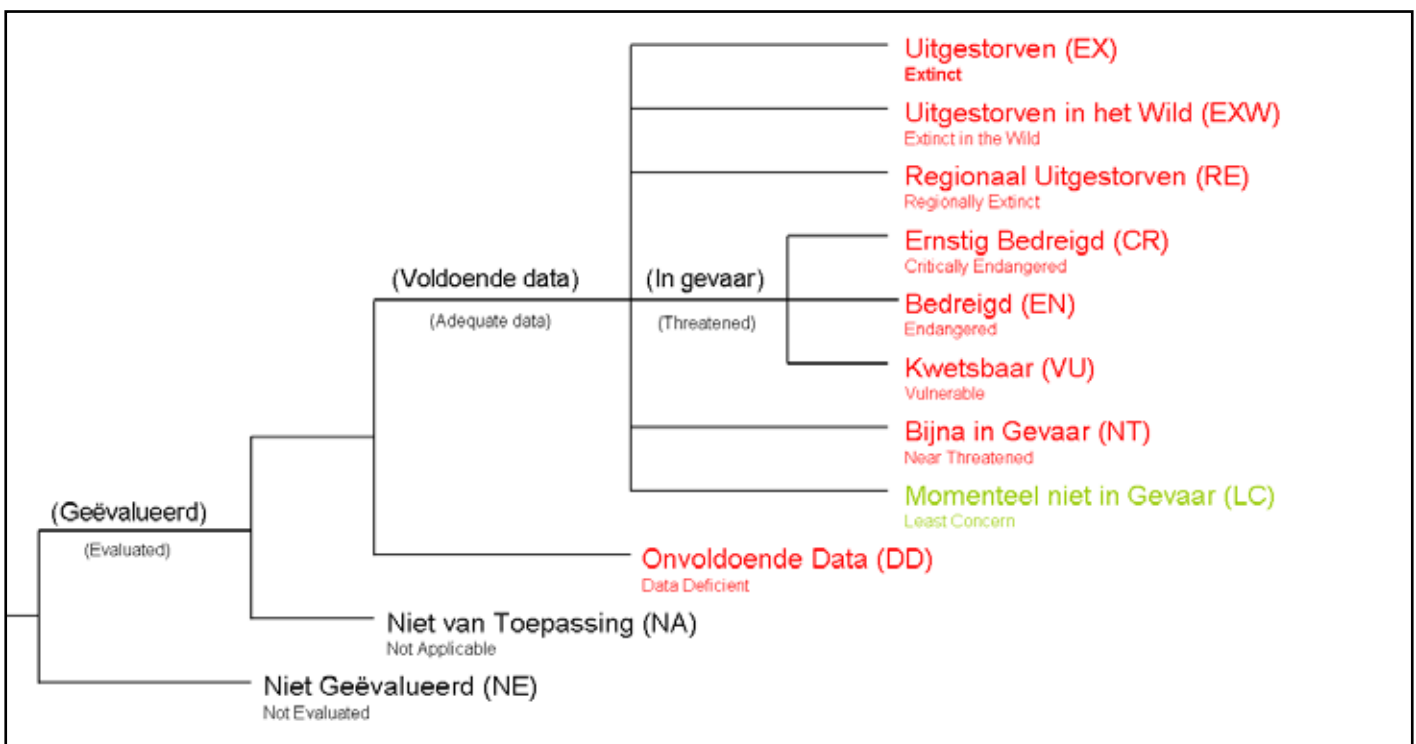 Uitgestorven (EX)
Extinct
Uitgestorven in het Wild (EXW)
Extinct in the Wild
Regionaal Uitgestorven (RE)
Regionally Extinct
Ernstig Bedreigd (CR)
Critically Endangered
(Voldoende data)
(Adequate data)
(In gevaar)
(Threatened)
Bedreigd (EN)
Endangered
Kwetsbaar (VU)
Vulnerable
Bijna in Gevaar (NT)
Near Threatened
Momenteel niet in Gevaar (LC)
Least Concern
(Geëvalueerd)
(Evaluated)
Onvoldoende Data (DD)
Data Deficient
Niet van Toepassing (NA)
Not Applicable
Niet Geëvalueerd (NE)
Not Evaluated